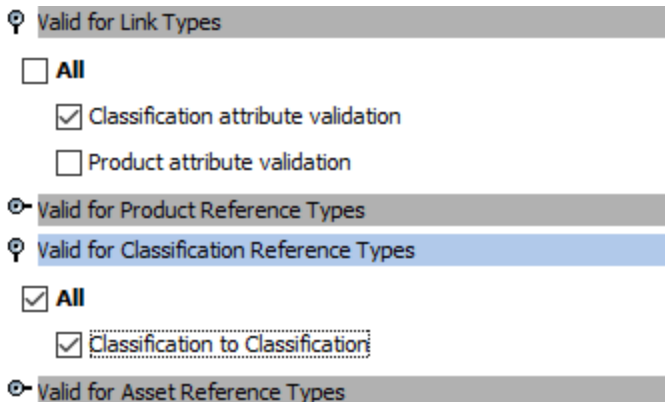 Valid for Link Types
All
Classification attribute validation
Product attribute validation
Valid for Product Reference Types
Valid for Classification Reference Types
All
Classification to Classification
Valid for Asset Reference Types